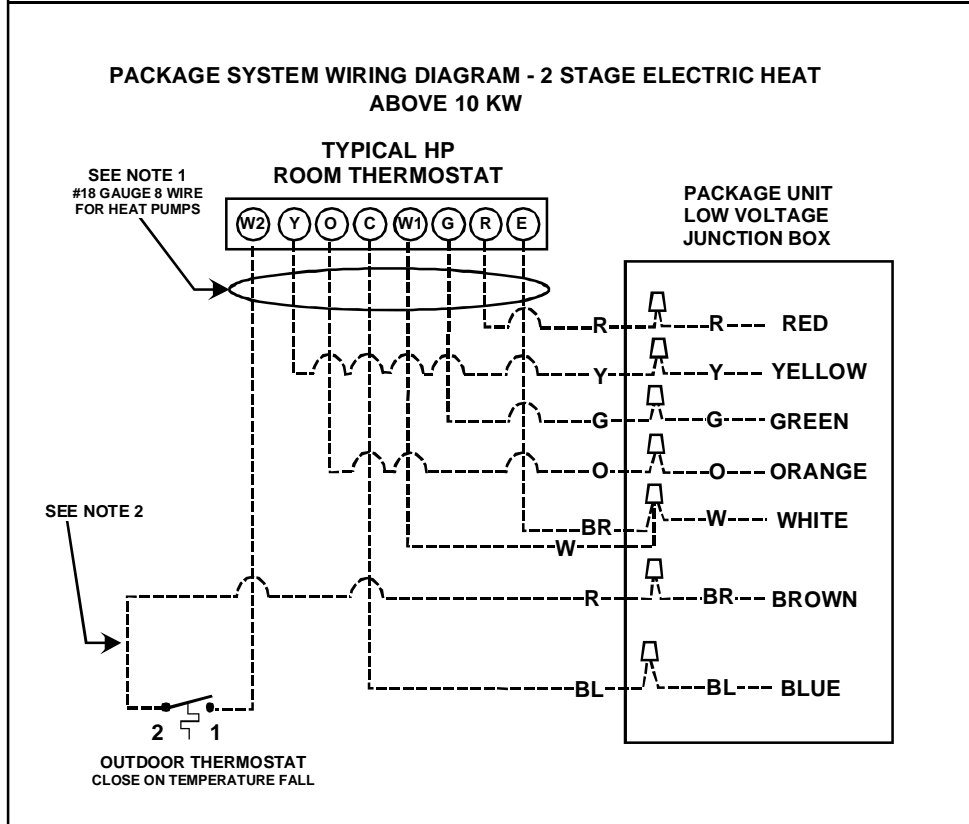 PACKAGE SYSTEM WIRING DIAGRAM - 2 STAGE ELECTRIC HEAT
ABOVE 10 KW
TYPICAL HP
ROOM THERMOSTAT
SEE NOTE 1
#18 GAUGE 8 WIRE
FOR HEAT PUMPS
PACKAGE UNIT
LOW VOLTAGE
JUNCTION BOX
W2 Y O C W1 G R E
R R RED
Y Y YELLOW
G G GREEN
O O ORANGE
SEE NOTE 2
BR W WHITE
W
R BR BROWN
BL BL BLUE
2 1
OUTDOOR THERMOSTAT
CLOSE ON TEMPERATURE FALL